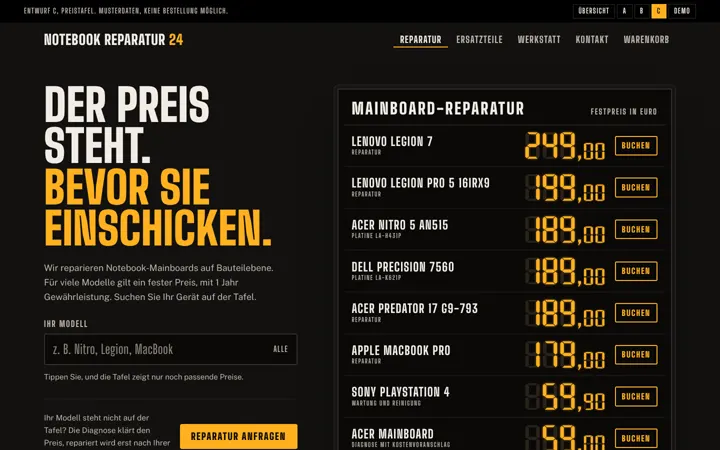 ENTWURF C, PREISTAFEL. MUSTERDATEN, KEINE BESTELLUNG MÖGLICH.
ÜBERSICHT A B C DEMO
NOTEBOOK REPARATUR 24
REPARATUR ERSATZTEILE WERKSTATT KONTAKT WARENKORB
DER PREIS
STEHT.
BEVOR SIE
EINSCHICKEN.
Wir reparieren Notebook-Mainboards auf Bauteilebene.
Für viele Modelle gilt ein fester Preis, mit 1 Jahr
Gewährleistung. Suchen Sie Ihr Gerät auf der Tafel.
IHR MODELL
z. B. Nitro, Legion, MacBook ALLE
Tippen Sie, und die Tafel zeigt nur noch passende Preise.
Ihr Modell steht nicht auf der
Tafel? Die Diagnose klärt den
Preis, repariert wird erst nach Ihrer
REPARATUR ANFRAGEN
MAINBOARD-REPARATUR FESTPREIS IN EURO
LENOVO LEGION 7 249,00 BUCHEN
REPARATUR
LENOVO LEGION PRO 5 16IRX9 199,00 BUCHEN
REPARATUR
ACER NITRO 5 AN515 189,00 BUCHEN
PLATINE LA-H431P
DELL PRECISION 7560 189,00 BUCHEN
PLATINE LA-K621P
ACER PREDATOR 17 G9-793 189,00 BUCHEN
REPARATUR
APPLE MACBOOK PRO 179,00 BUCHEN
REPARATUR
SONY PLAYSTATION 4 59,90 BUCHEN
WARTUNG UND REINIGUNG
ACER MAINBOARD 59,00 BUCHEN
DIAGNOSE MIT KOSTENVORANSCHLAG